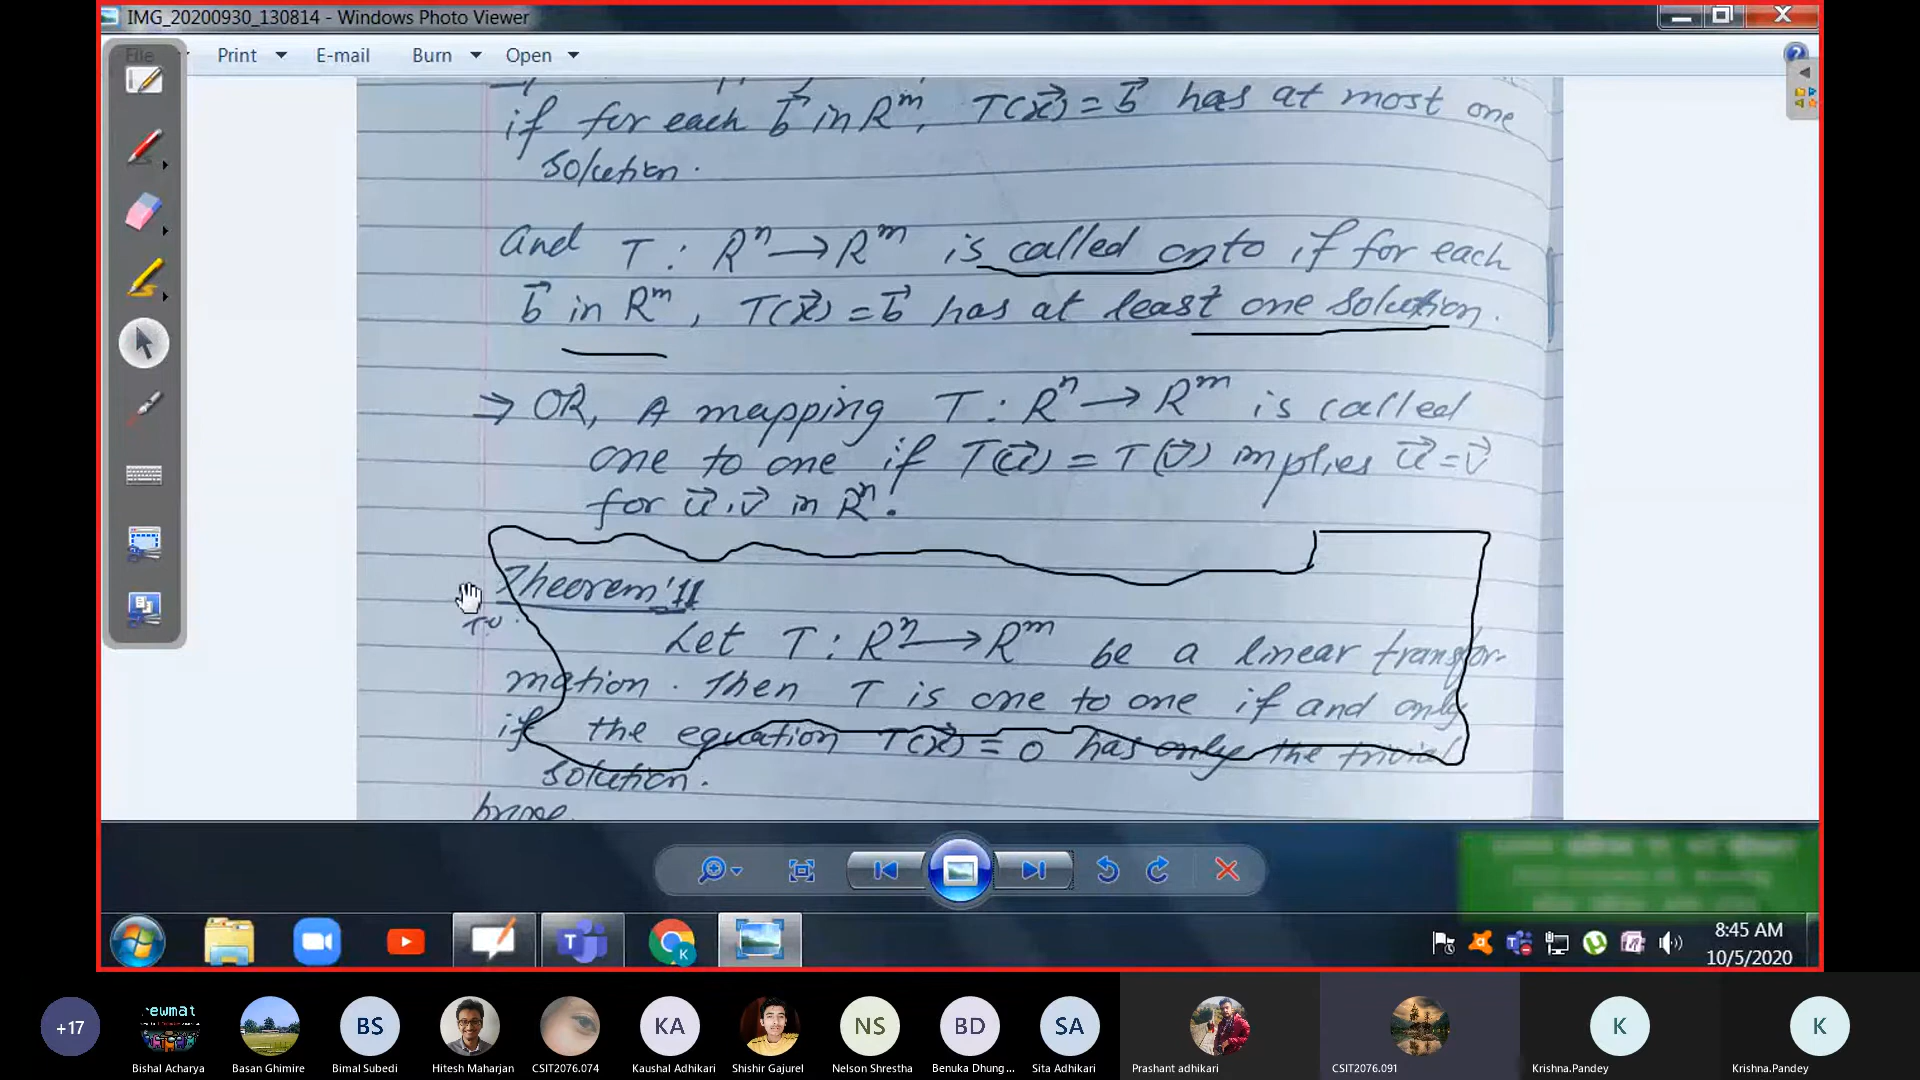 IMG_20200930_130814 - Windows Photo Viewer
File Print E-mail Burn Open
if for each b⃗ in Rᵐ, T(x⃗) = b⃗ has at most one
solution.
And T : Rⁿ → Rᵐ is called onto if for each
b⃗ in Rᵐ, T(x⃗) = b⃗ has at least one solution.
⇒ OR, A mapping T : Rⁿ → Rᵐ is called
one to one if T(u⃗) = T(v⃗) implies u⃗ = v⃗
for u⃗, v⃗ in Rⁿ.
Theorem '11
Let T : Rⁿ → Rᵐ be a linear transfor-
mation. Then T is one to one if and only
if the equation T(x⃗) = 0 has only the trivial
solution.
8:45 AM
10/5/2020
+17
BS
KA
NS
BD
SA
K
K
Bishal Acharya
Basan Ghimire
Bimal Subedi
Hitesh Maharjan
CSIT2076.074
Kaushal Adhikari
Shishir Gajurel
Nelson Shrestha
Benuka Dhung...
Sita Adhikari
Prashant adhikari
CSIT2076.091
Krishna.Pandey
Krishna.Pandey